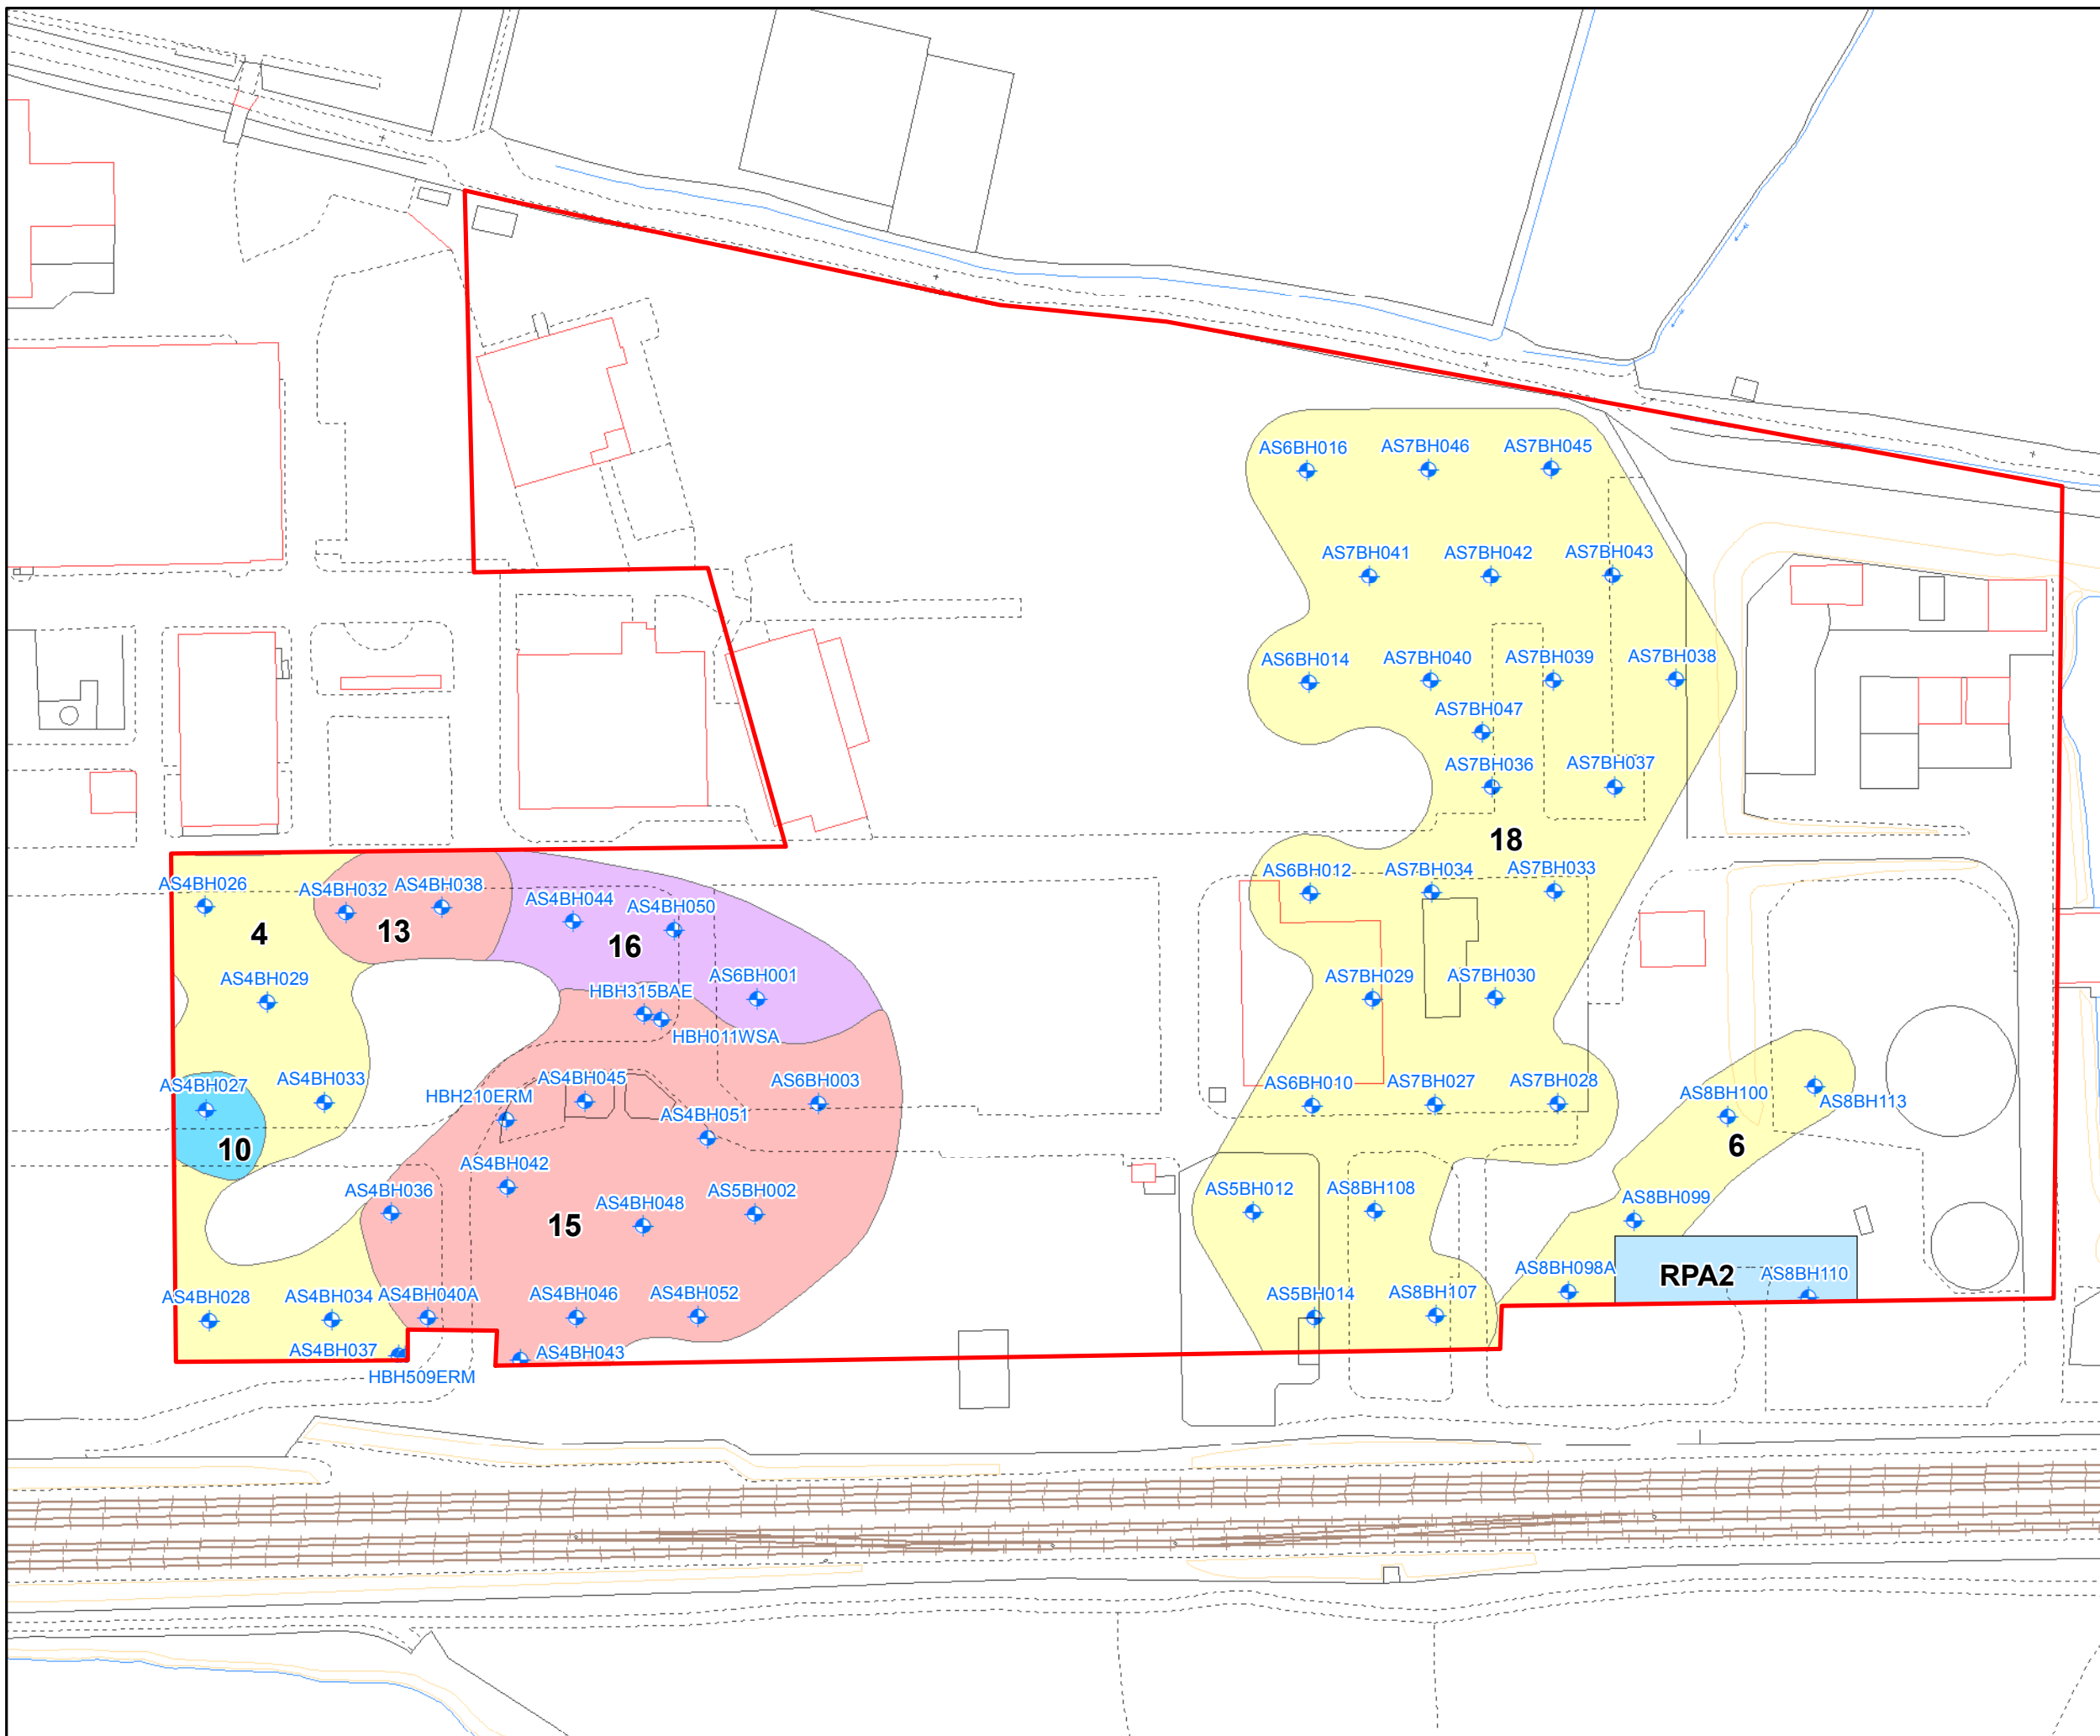 AS6BH016 AS7BH046 AS7BH045
AS7BH041 AS7BH042 AS7BH043
AS6BH014 AS7BH040 AS7BH039 AS7BH038
AS7BH047
AS7BH036 AS7BH037
18
AS6BH012 AS7BH034 AS7BH033
AS4BH026 AS4BH032 AS4BH038
AS4BH044 AS4BH050
4 13 16
AS4BH029 AS6BH001 AS7BH029 AS7BH030
HBH315BAE
HBH011WSA
AS4BH027 AS4BH033 AS4BH045 AS6BH003 AS6BH010 AS7BH027 AS7BH028
HBH210ERM AS8BH100 AS8BH113
AS4BH051
10 6
AS4BH042
AS4BH036 AS5BH002 AS5BH012 AS8BH108
AS4BH048 AS8BH099
15
AS8BH098A RPA2 AS8BH110
AS4BH028 AS4BH034 AS4BH040A AS4BH046 AS4BH052 AS5BH014 AS8BH107
AS4BH037 AS4BH043
HBH509ERM